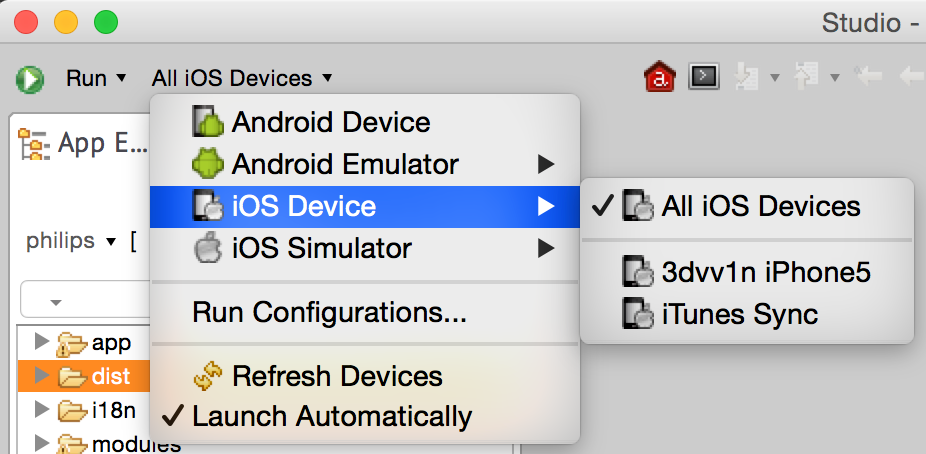 Studio -
Run
All iOS Devices
App E...
philips [
app
dist
i18n
modules
Android Device
Android Emulator
iOS Device
iOS Simulator
Run Configurations...
Refresh Devices
Launch Automatically
All iOS Devices
3dvv1n iPhone5
iTunes Sync